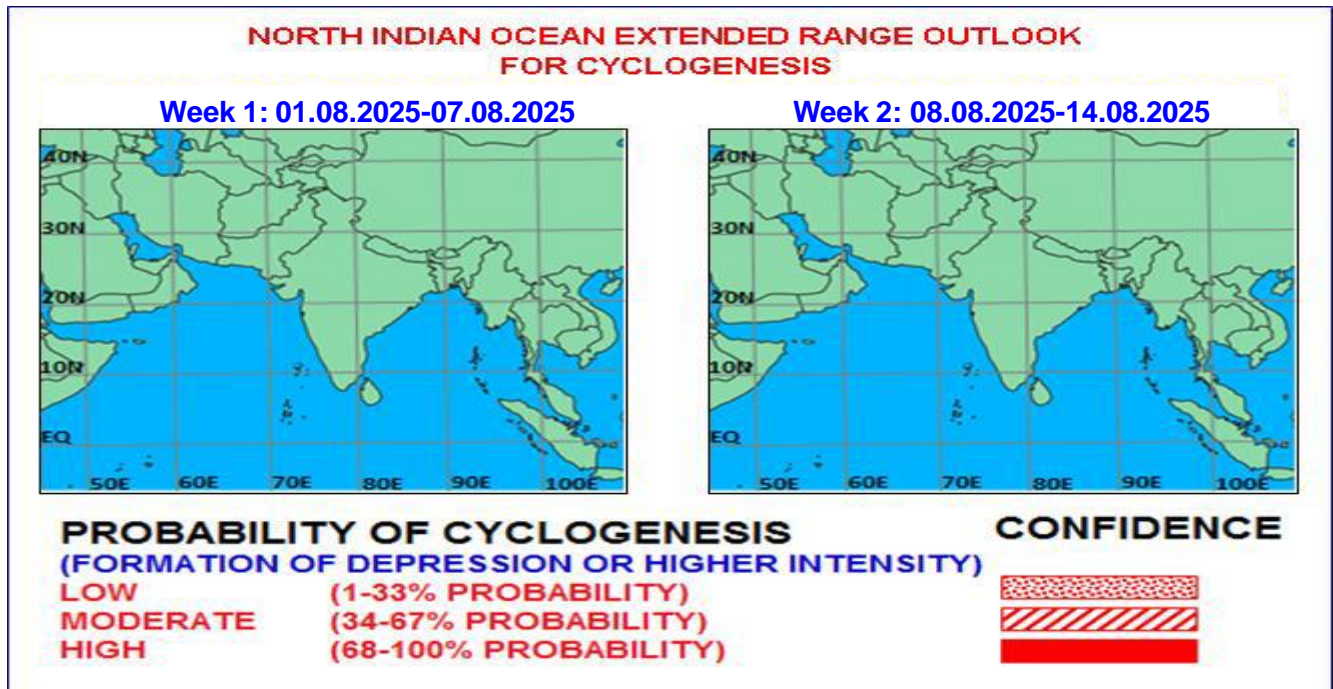 NORTH INDIAN OCEAN EXTENDED RANGE OUTLOOK
FOR CYCLOGENESIS
Week 1: 01.08.2025-07.08.2025
40N
30N
20N
10N
EQ
50E 60E 70E 80E 90E 100E
Week 2: 08.08.2025-14.08.2025
40N
30N
20N
10N
EQ
50E 60E 70E 80E 90E 100E
PROBABILITY OF CYCLOGENESIS
(FORMATION OF DEPRESSION OR HIGHER INTENSITY)
LOW (1-33% PROBABILITY)
MODERATE (34-67% PROBABILITY)
HIGH (68-100% PROBABILITY)
CONFIDENCE